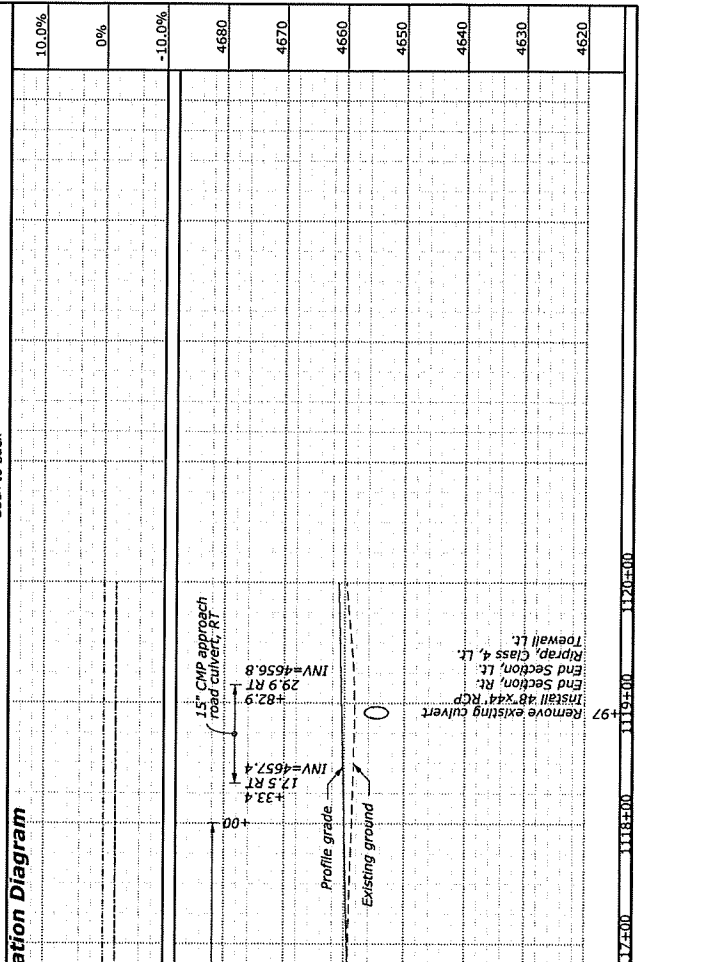 ation Diagram
10.0%
0%
-10.0%
4680
4670
4660
4650
4640
4630
4620
15" CMP approach
road culvert, RT
+82.9
29.9 RT
INV=4656.8
+33.4
17.5 RT
INV=4657.4
+00
Profile grade
Existing ground
+97
Remove existing culvert
Install 48"x44' RCP
End Section, Rt.
End Section, Lt.
Riprap, Class 4, Lt.
Toewall Lt.
17+00
1118+00
1119+00
1120+00